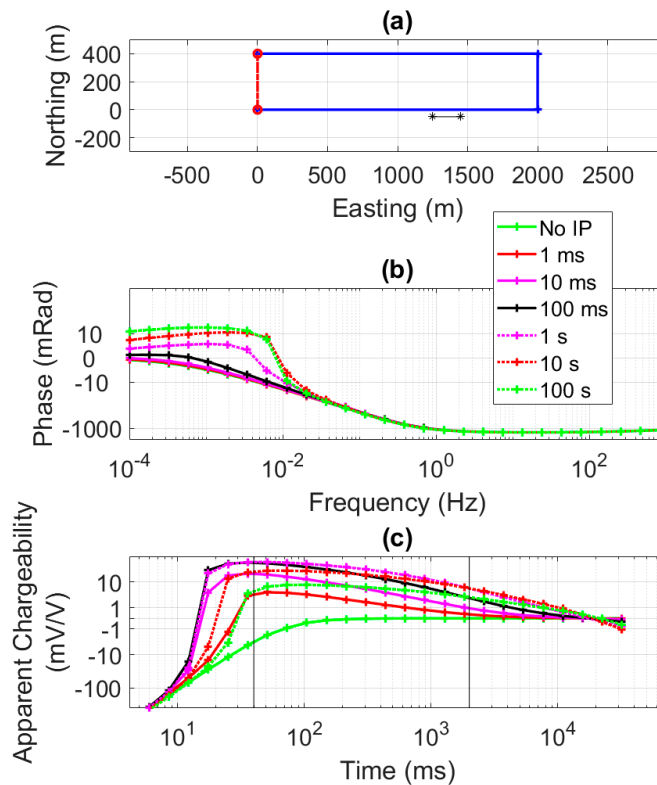 (a)
Northing (m)
400
200
0
-200
-500
0
500
1000
1500
2000
2500
Easting (m)
No IP
1 ms
10 ms
100 ms
1 s
10 s
100 s
(b)
Phase (mRad)
10
0
-10
-1000
10-4
10-2
100
102
Frequency (Hz)
(c)
Apparent Chargeability
(mV/V)
10
1
-1
-10
-100
101
102
103
104
Time (ms)